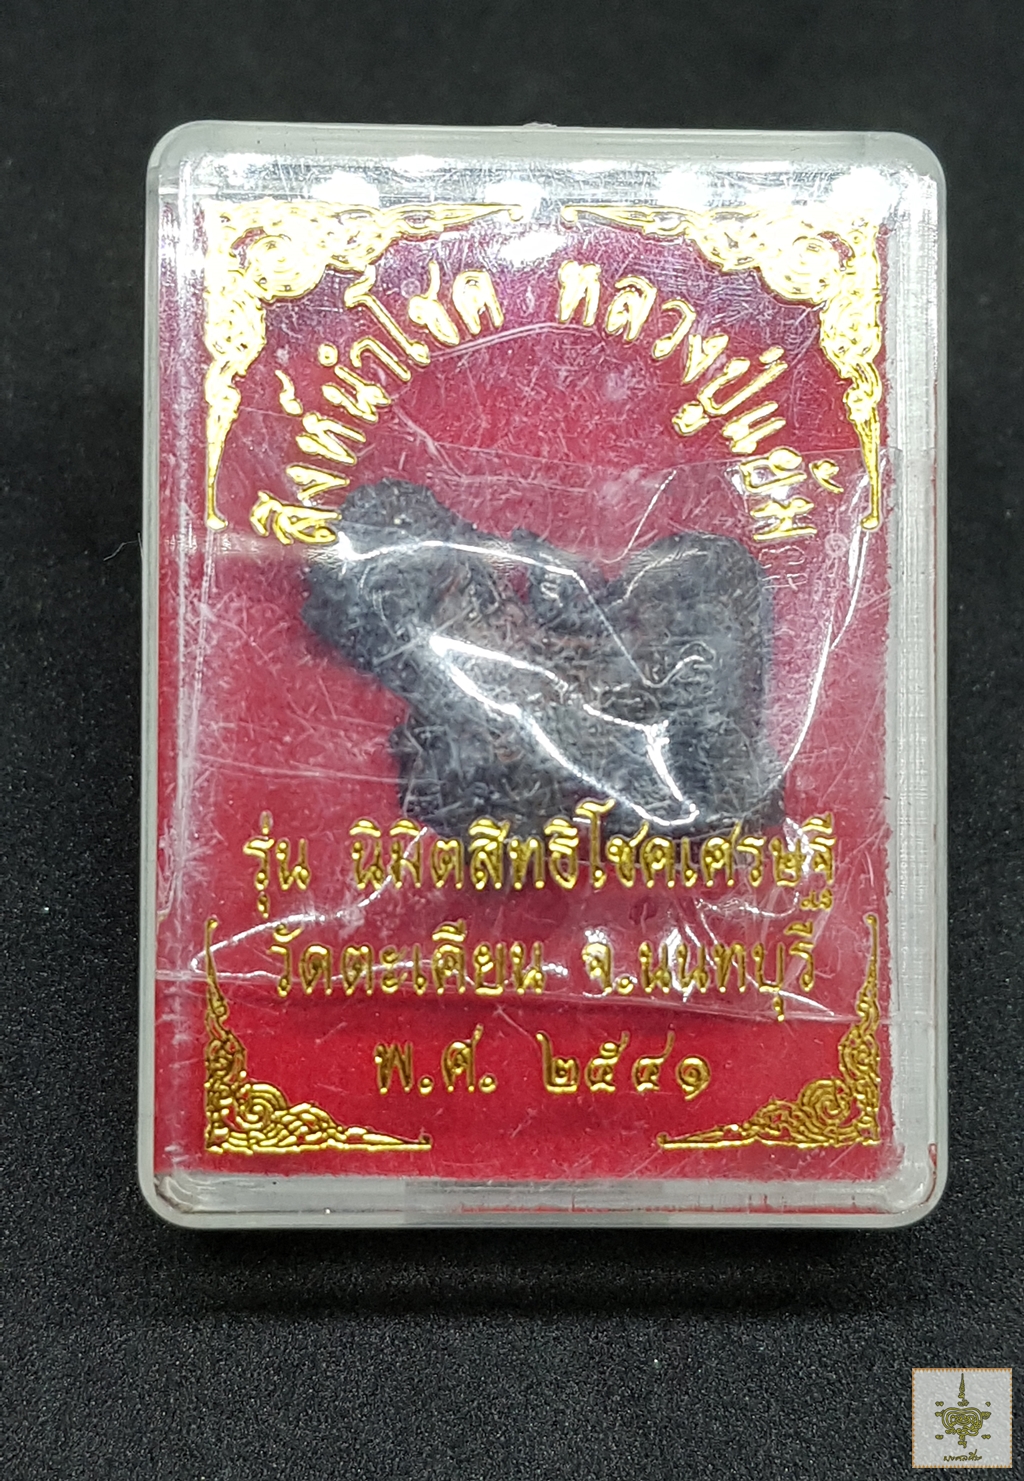 สิงห์นำโชค หลวงปู่แย้ม
รุ่น นิมิตสิทธิโชคเศรษฐี
วัดตะเคียน จ.นนทบุรี
พ.ศ. ๒๕๔๑